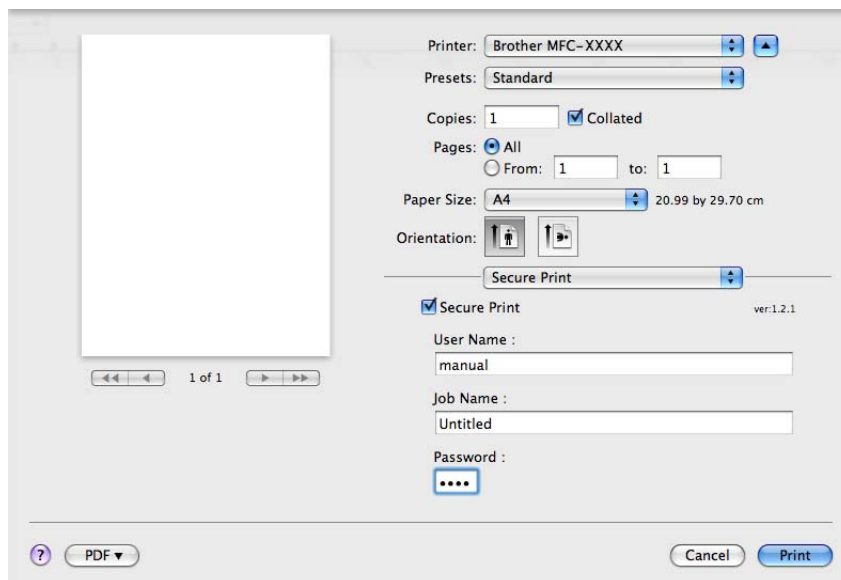 Printer: Brother MFC-XXXX
Presets: Standard
Copies: 1 Collated
Pages: All
From: 1 to: 1
Paper Size: A4 20.99 by 29.70 cm
Orientation:
Secure Print
Secure Print ver:1.2.1
User Name :
manual
Job Name :
Untitled
Password :
••••
1 of 1
? PDF ▼ Cancel Print